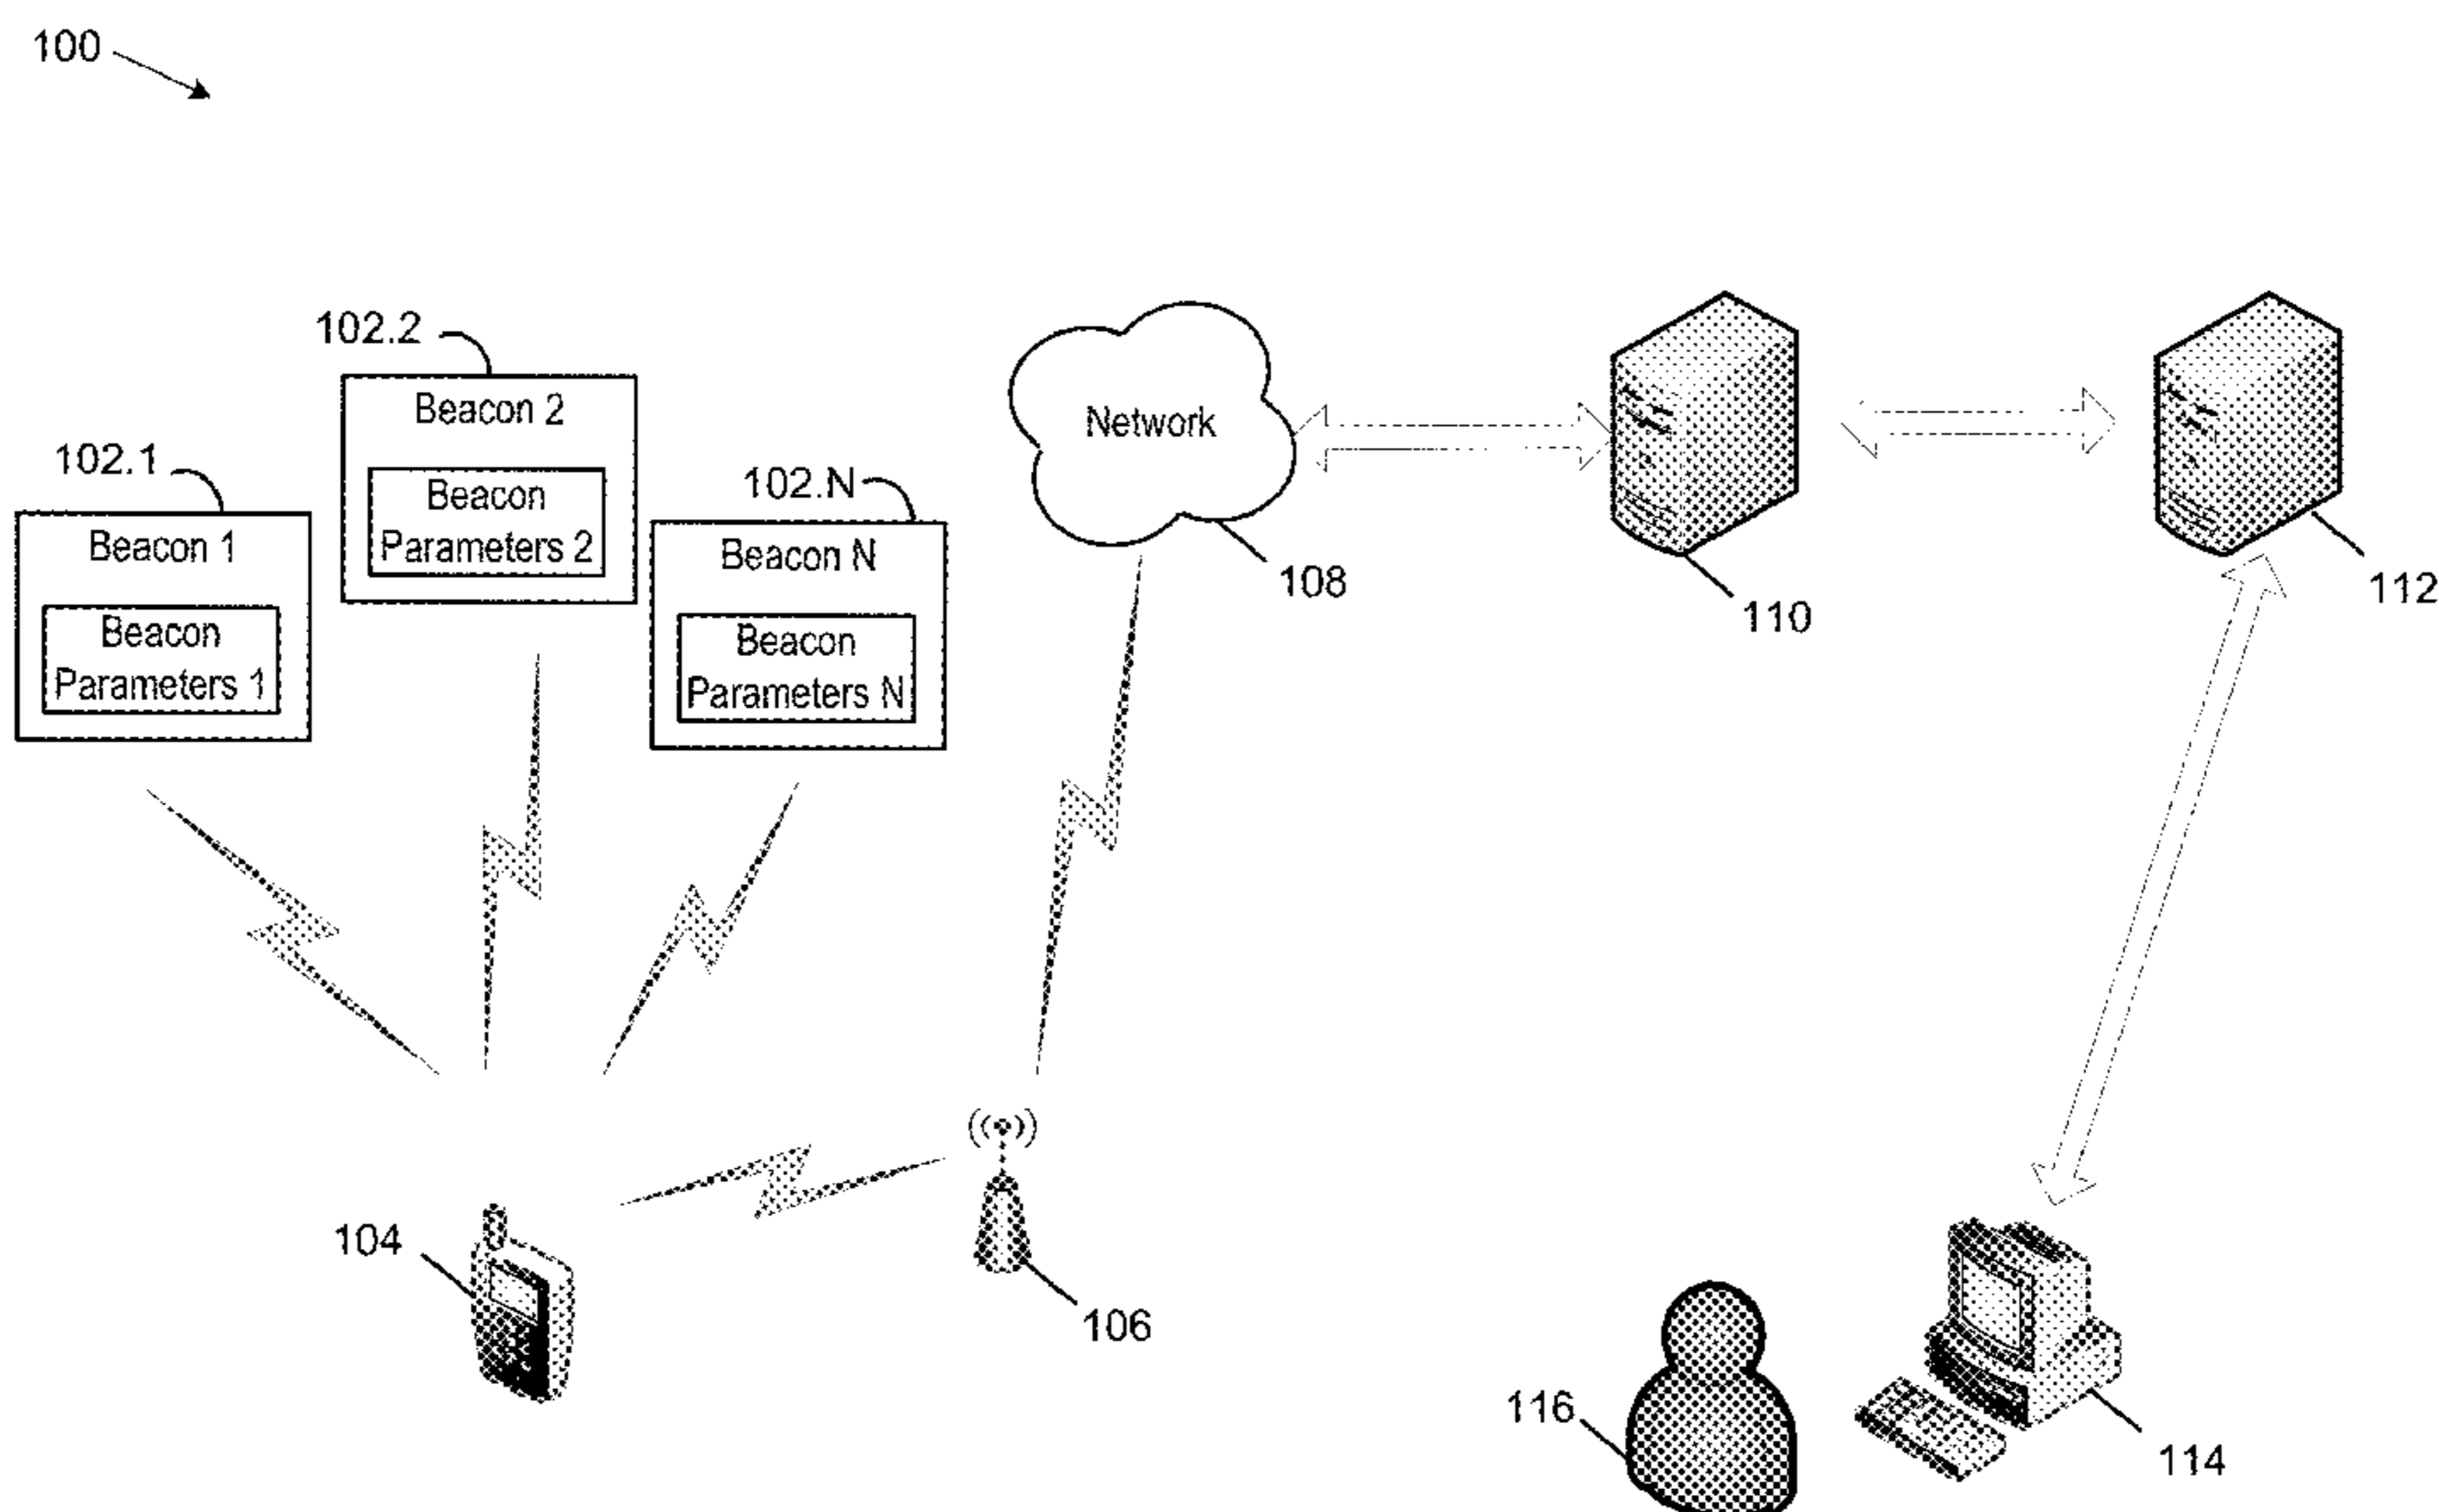 100
102.2
Beacon 2
Beacon
Parameters 2
102.1
Beacon 1
Beacon
Parameters 1
102.N
Beacon N
Beacon
Parameters N
Network
108
110
112
104
106
116
114